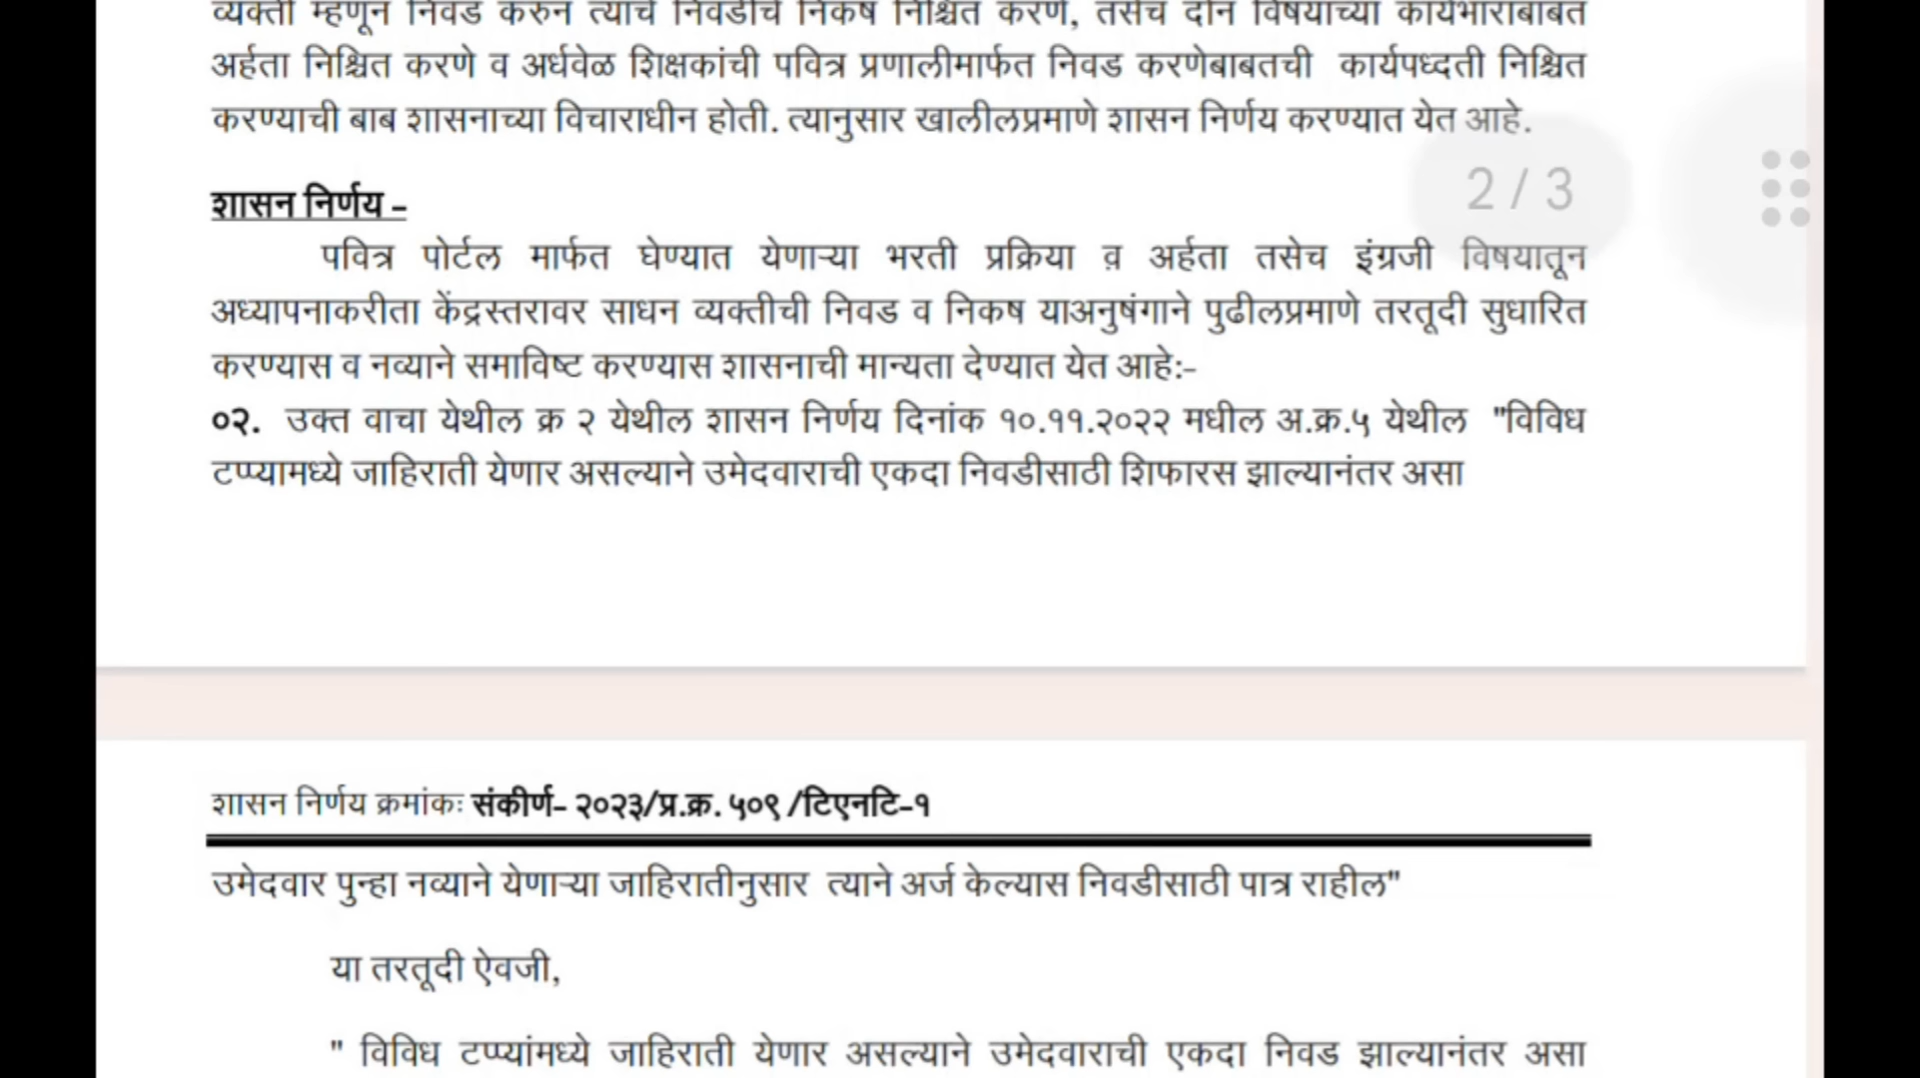 व्यक्ती म्हणून निवड करुन त्यांचे निवडीचे निकष निश्चित करणे, तसेच दोन विषयांच्या कार्यभाराबाबत
अर्हता निश्चित करणे व अर्धवेळ शिक्षकांची पवित्र प्रणालीमार्फत निवड करणेबाबतची कार्यपध्दती निश्चित
करण्याची बाब शासनाच्या विचाराधीन होती. त्यानुसार खालीलप्रमाणे शासन निर्णय करण्यात येत आहे.
2 / 3
शासन निर्णय –
पवित्र पोर्टल मार्फत घेण्यात येणाऱ्या भरती प्रक्रिया व़ अर्हता तसेच इंग्रजी विषयातून
अध्यापनाकरीता केंद्रस्तरावर साधन व्यक्तीची निवड व निकष याअनुषंगाने पुढीलप्रमाणे तरतूदी सुधारित
करण्यास व नव्याने समाविष्ट करण्यास शासनाची मान्यता देण्यात येत आहे:-
०२. उक्त वाचा येथील क्र २ येथील शासन निर्णय दिनांक १०.११.२०२२ मधील अ.क्र.५ येथील "विविध
टप्प्यामध्ये जाहिराती येणार असल्याने उमेदवाराची एकदा निवडीसाठी शिफारस झाल्यानंतर असा
शासन निर्णय क्रमांकः संकीर्ण- २०२३/प्र.क्र. ५०९ /टिएनटि-१
उमेदवार पुन्हा नव्याने येणाऱ्या जाहिरातीनुसार त्याने अर्ज केल्यास निवडीसाठी पात्र राहील"
या तरतूदी ऐवजी,
" विविध टप्प्यांमध्ये जाहिराती येणार असल्याने उमेदवाराची एकदा निवड झाल्यानंतर असा